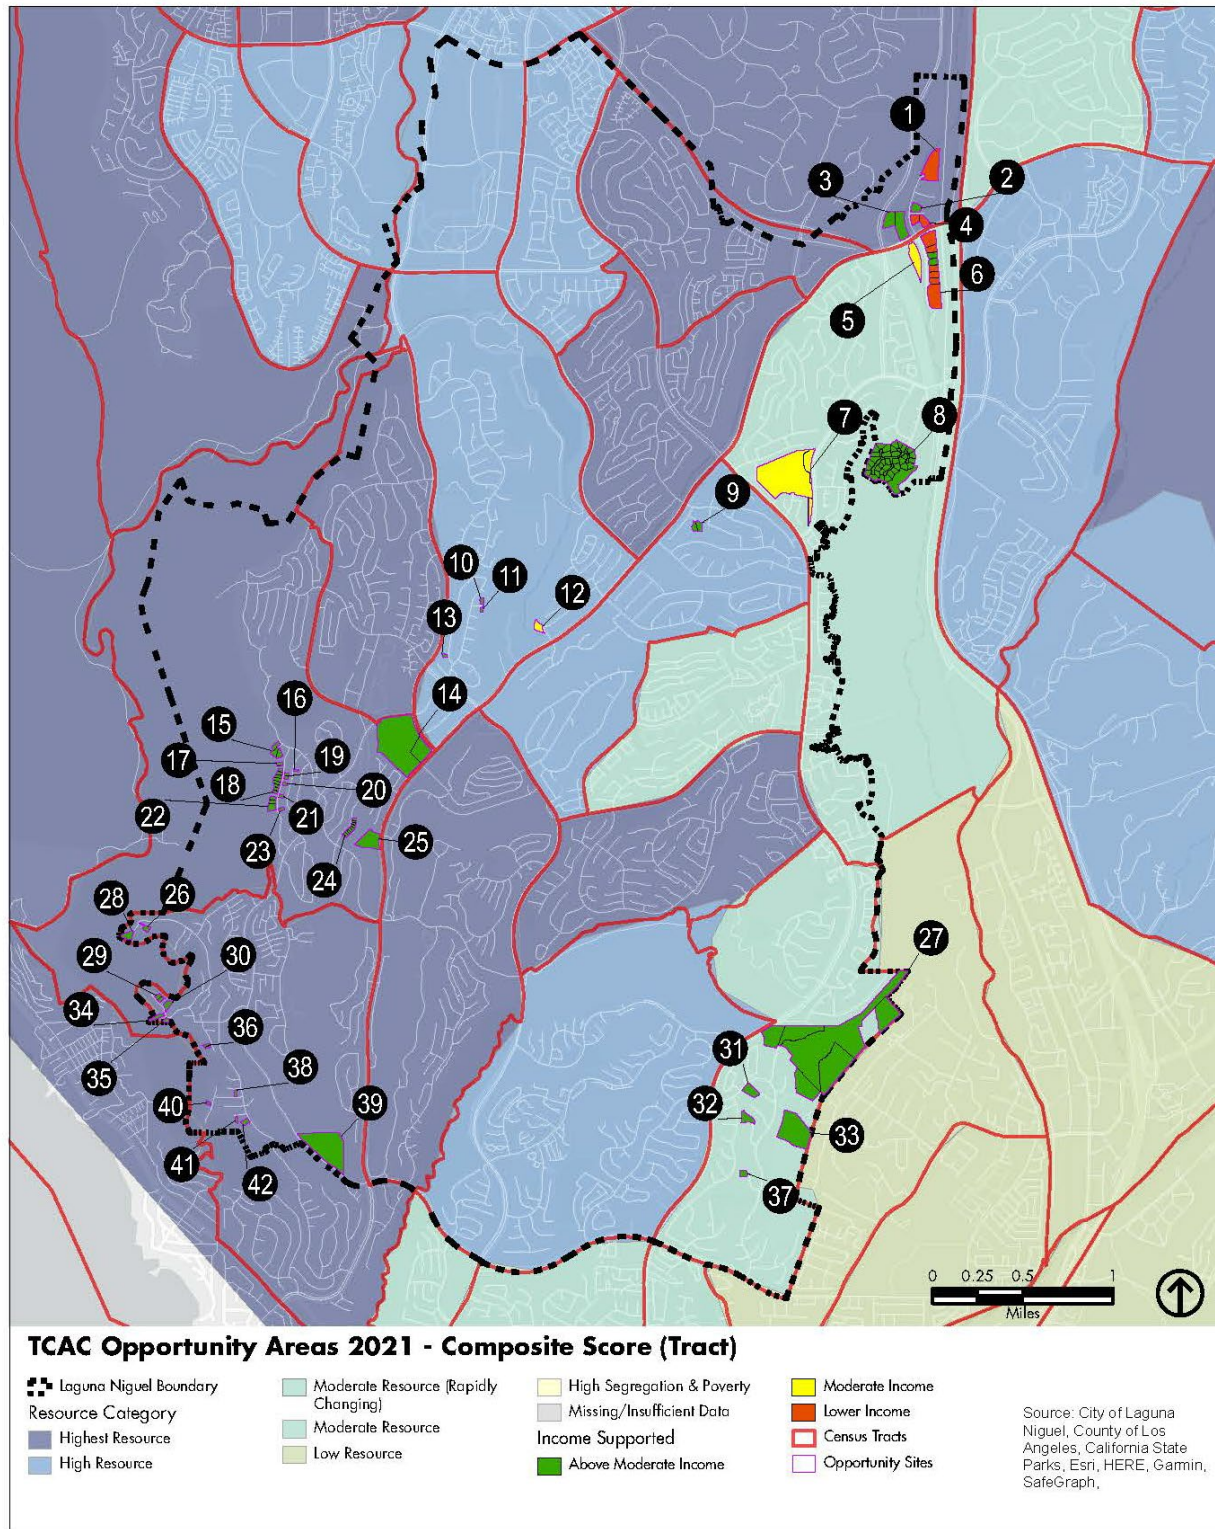 1
2
3
4
5
6
7
8
9
10
11
12
13
14
15
16
17
19
18
20
22
21
23
24
25
28
26
27
29
30
34
35
36
31
38
32
40
39
33
41
42
37
0 0.25 0.5 1
Miles
TCAC Opportunity Areas 2021 - Composite Score (Tract)
Laguna Niguel Boundary
Resource Category
Highest Resource
High Resource
Moderate Resource (Rapidly
Changing)
Moderate Resource
Low Resource
High Segregation & Poverty
Missing/Insufficient Data
Income Supported
Above Moderate Income
Moderate Income
Lower Income
Census Tracts
Opportunity Sites
Source: City of Laguna
Niguel, County of Los
Angeles, California State
Parks, Esri, HERE, Garmin,
SafeGraph,